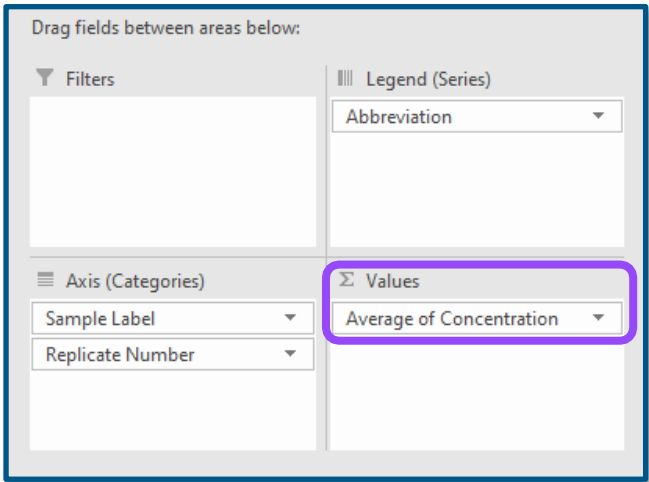 Drag fields between areas below:
Filters
Legend (Series)
Abbreviation
Axis (Categories)
Sample Label
Replicate Number
Σ Values
Average of Concentration